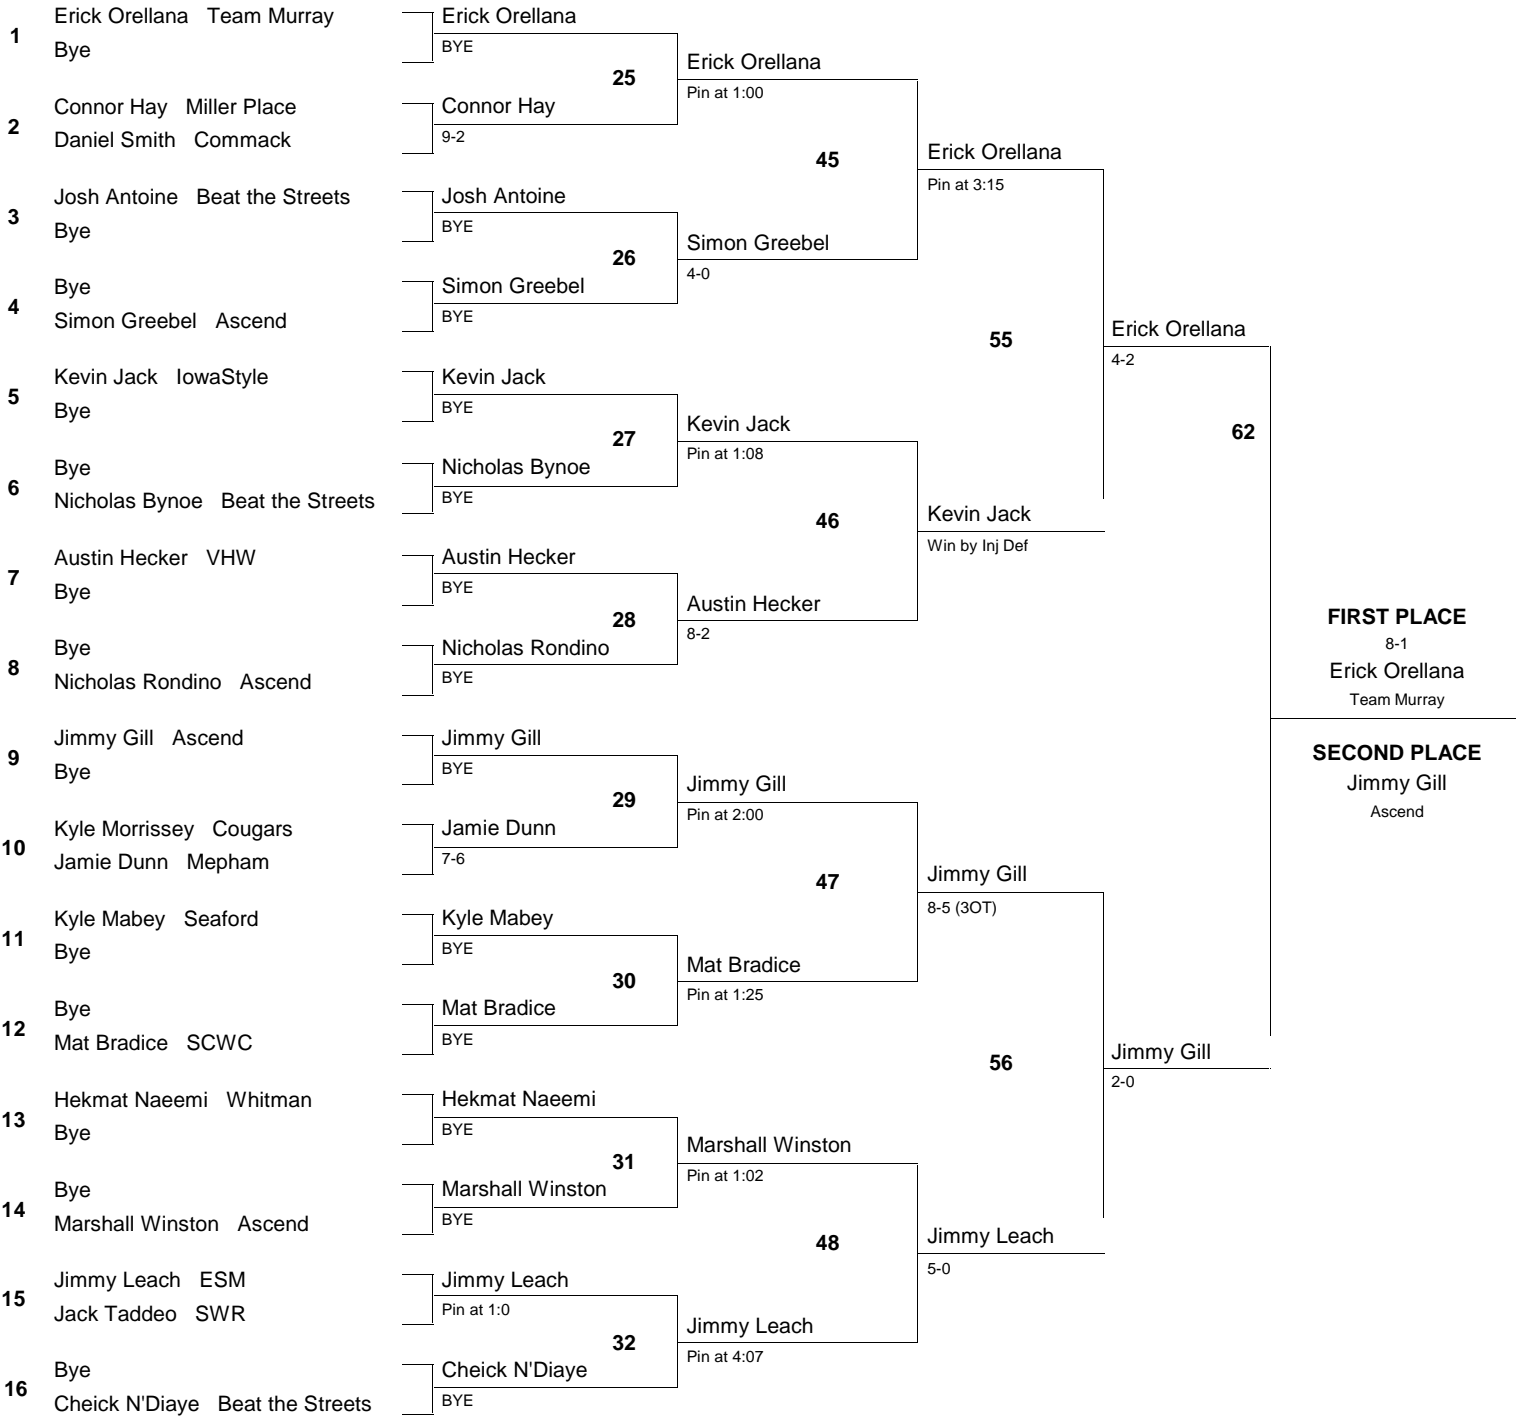 1
Erick Orellana Team Murray
Bye
2
Connor Hay Miller Place
Daniel Smith Commack
3
Josh Antoine Beat the Streets
Bye
4
Bye
Simon Greebel Ascend
5
Kevin Jack IowaStyle
Bye
6
Bye
Nicholas Bynoe Beat the Streets
7
Austin Hecker VHW
Bye
8
Bye
Nicholas Rondino Ascend
9
Jimmy Gill Ascend
Bye
10
Kyle Morrissey Cougars
Jamie Dunn Mepham
11
Kyle Mabey Seaford
Bye
12
Bye
Mat Bradice SCWC
13
Hekmat Naeemi Whitman
Bye
14
Bye
Marshall Winston Ascend
15
Jimmy Leach ESM
Jack Taddeo SWR
16
Bye
Cheick N'Diaye Beat the Streets
Erick Orellana
BYE
25
Connor Hay
9-2
Josh Antoine
BYE
26
Simon Greebel
BYE
Kevin Jack
BYE
27
Nicholas Bynoe
BYE
Austin Hecker
BYE
28
Nicholas Rondino
BYE
Jimmy Gill
BYE
29
Jamie Dunn
7-6
Kyle Mabey
BYE
30
Mat Bradice
BYE
Hekmat Naeemi
BYE
31
Marshall Winston
BYE
Jimmy Leach
Pin at 1:0
32
Cheick N'Diaye
BYE
Erick Orellana
Pin at 1:00
45
Simon Greebel
4-0
Kevin Jack
Pin at 1:08
46
Austin Hecker
8-2
Jimmy Gill
Pin at 2:00
47
Mat Bradice
Pin at 1:25
Marshall Winston
Pin at 1:02
48
Jimmy Leach
Pin at 4:07
Erick Orellana
Pin at 3:15
55
Kevin Jack
Win by Inj Def
Jimmy Gill
8-5 (3OT)
56
Jimmy Leach
5-0
Erick Orellana
4-2
62
Jimmy Gill
2-0
FIRST PLACE
8-1
Erick Orellana
Team Murray
SECOND PLACE
Jimmy Gill
Ascend